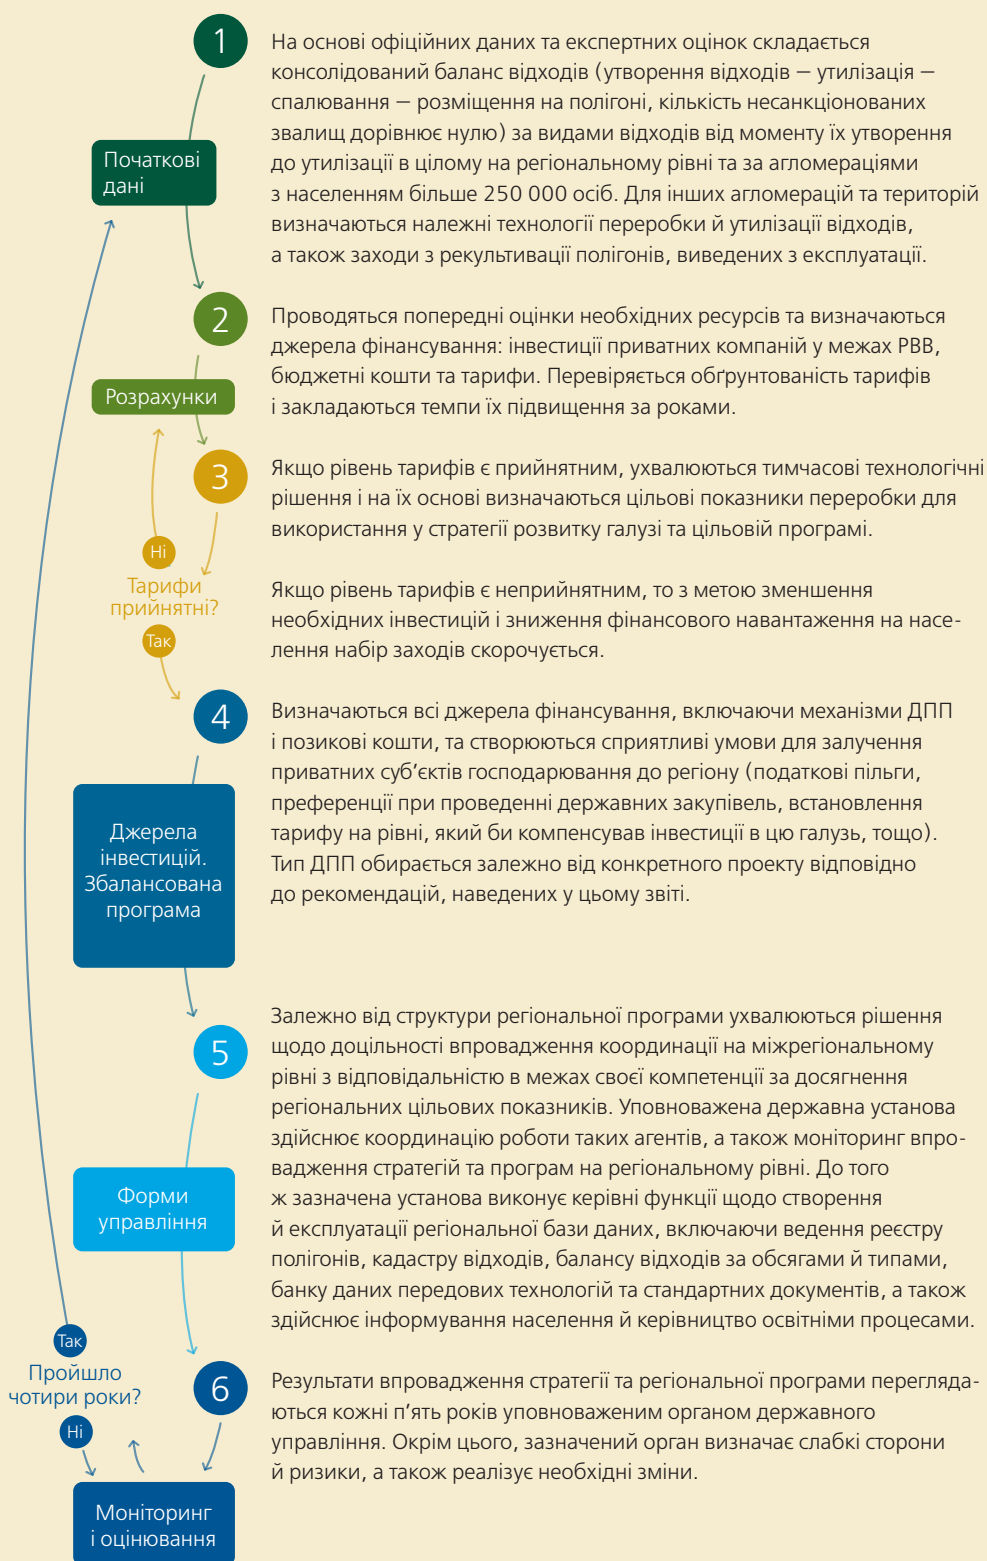 1
На основі офіційних даних та експертних оцінок складається
консолідований баланс відходів (утворення відходів — утилізація —
спалювання — розміщення на полігоні, кількість несанкціонованих
звалищ дорівнює нулю) за видами відходів від моменту їх утворення
до утилізації в цілому на регіональному рівні та за агломераціями
з населенням більше 250 000 осіб. Для інших агломерацій та територій
визначаються належні технології переробки й утилізації відходів,
а також заходи з рекультивації полігонів, виведених з експлуатації.
Початкові
дані
2
Проводяться попередні оцінки необхідних ресурсів та визначаються
джерела фінансування: інвестиції приватних компаній у межах РВВ,
бюджетні кошти та тарифи. Перевіряється обґрунтованість тарифів
і закладаються темпи їх підвищення за роками.
Розрахунки
3
Якщо рівень тарифів є прийнятним, ухвалюються тимчасові технологічні
рішення і на їх основі визначаються цільові показники переробки для
використання у стратегії розвитку галузі та цільовій програмі.
Якщо рівень тарифів є неприйнятним, то з метою зменшення
необхідних інвестицій і зниження фінансового навантаження на насе-
лення набір заходів скорочується.
Ні
Тарифи
прийнятні?
Так
4
Визначаються всі джерела фінансування, включаючи механізми ДПП
і позикові кошти, та створюються сприятливі умови для залучення
приватних суб’єктів господарювання до регіону (податкові пільги,
преференції при проведенні державних закупівель, встановлення
тарифу на рівні, який би компенсував інвестиції в цю галузь, тощо).
Тип ДПП обирається залежно від конкретного проекту відповідно
до рекомендацій, наведених у цьому звіті.
Джерела
інвестицій.
Збалансована
програма
5
Залежно від структури регіональної програми ухвалюються рішення
щодо доцільності впровадження координації на міжрегіональному
рівні з відповідальністю в межах своєї компетенції за досягнення
регіональних цільових показників. Уповноважена державна установа
здійснює координацію роботи таких агентів, а також моніторинг впро-
вадження стратегій та програм на регіональному рівні. До того
ж зазначена установа виконує керівні функції щодо створення
й експлуатації регіональної бази даних, включаючи ведення реєстру
полігонів, кадастру відходів, балансу відходів за обсягами й типами,
банку даних передових технологій та стандартних документів, а також
здійснює інформування населення й керівництво освітніми процесами.
Форми
управління
6
Результати впровадження стратегії та регіональної програми перегляда-
ються кожні п’ять років уповноваженим органом державного
управління. Окрім цього, зазначений орган визначає слабкі сторони
й ризики, а також реалізує необхідні зміни.
Так
Пройшло
чотири роки?
Ні
Моніторинг
і оцінювання